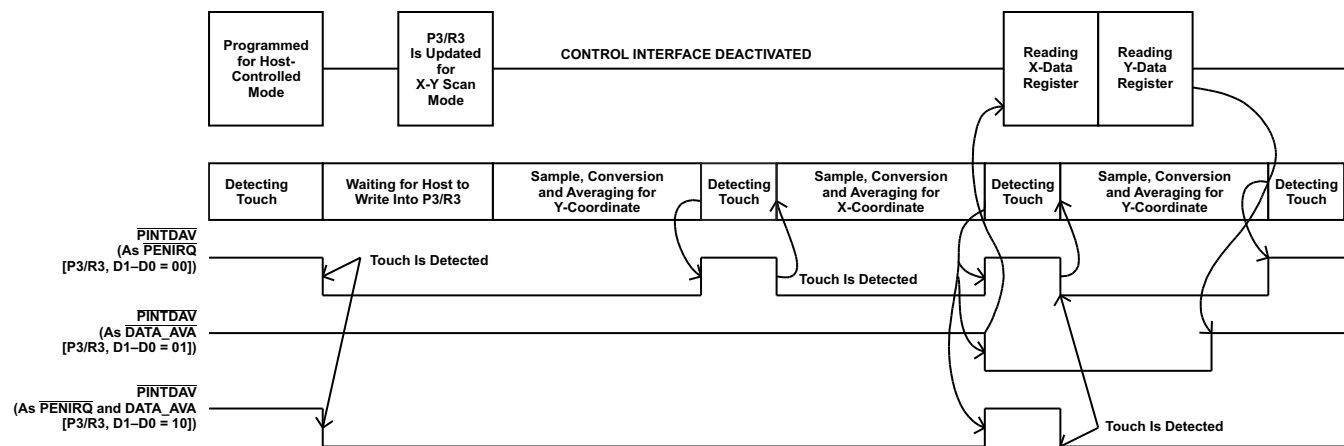 Programmed
for Host-
Controlled
Mode
P3/R3
Is Updated
for
X-Y Scan
Mode
CONTROL INTERFACE DEACTIVATED
Reading
X-Data
Register
Reading
Y-Data
Register
Detecting
Touch
Waiting for Host to
Write Into P3/R3
Sample, Conversion
and Averaging for
Y-Coordinate
Detecting
Touch
Sample, Conversion
and Averaging for
X-Coordinate
Detecting
Touch
Sample, Conversion
and Averaging for
Y-Coordinate
Detecting
Touch
PINTDAV
(As PENIRQ
[P3/R3, D1–D0 = 00])
Touch Is Detected
Touch Is Detected
PINTDAV
(As DATA_AVA
[P3/R3, D1–D0 = 01])
PINTDAV
(As PENIRQ and DATA_AVA
[P3/R3, D1–D0 = 10])
Touch Is Detected